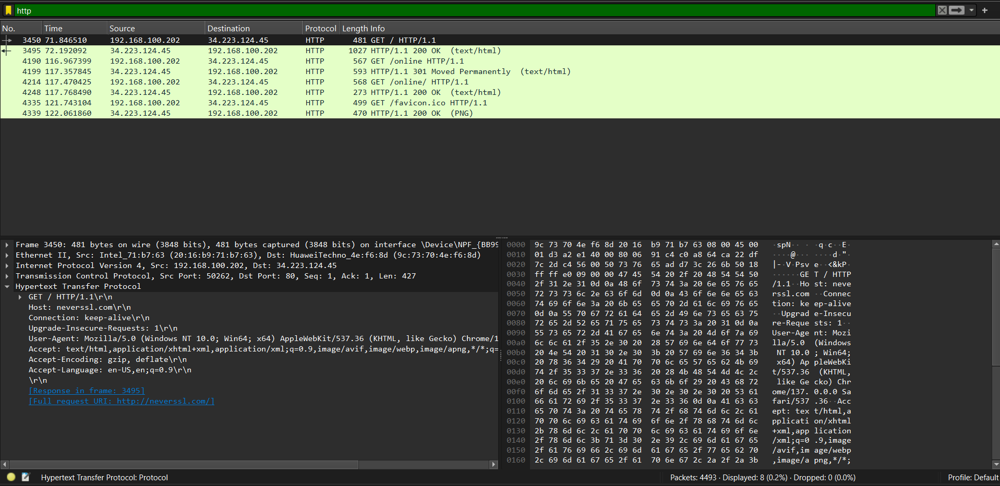 http
No. Time Source Destination Protocol Length Info
3450 71.846510 192.168.100.202 34.223.124.45 HTTP 481 GET / HTTP/1.1
3495 72.192092 34.223.124.45 192.168.100.202 HTTP 1027 HTTP/1.1 200 OK (text/html)
4190 116.967399 192.168.100.202 34.223.124.45 HTTP 567 GET /online HTTP/1.1
4199 117.357845 34.223.124.45 192.168.100.202 HTTP 593 HTTP/1.1 301 Moved Permanently (text/html)
4214 117.470425 192.168.100.202 34.223.124.45 HTTP 568 GET /online/ HTTP/1.1
4248 117.768490 34.223.124.45 192.168.100.202 HTTP 273 HTTP/1.1 200 OK (text/html)
4335 121.743104 192.168.100.202 34.223.124.45 HTTP 499 GET /favicon.ico HTTP/1.1
4339 122.061860 34.223.124.45 192.168.100.202 HTTP 470 HTTP/1.1 200 OK (PNG)
Frame 3450: 481 bytes on wire (3848 bits), 481 bytes captured (3848 bits) on interface \Device\NPF_{BB99
Ethernet II, Src: Intel_71:b7:63 (20:16:b9:71:b7:63), Dst: HuaweiTechno_4e:f6:8d (9c:73:70:4e:f6:8d)
Internet Protocol Version 4, Src: 192.168.100.202, Dst: 34.223.124.45
Transmission Control Protocol, Src Port: 50262, Dst Port: 80, Seq: 1, Ack: 1, Len: 427
Hypertext Transfer Protocol
GET / HTTP/1.1\r\n
Host: neverssl.com\r\n
Connection: keep-alive\r\n
Upgrade-Insecure-Requests: 1\r\n
User-Agent: Mozilla/5.0 (Windows NT 10.0; Win64; x64) AppleWebKit/537.36 (KHTML, like Gecko) Chrome/1
Accept: text/html,application/xhtml+xml,application/xml;q=0.9,image/avif,image/webp,image/apng,*/*;q=
Accept-Encoding: gzip, deflate\r\n
Accept-Language: en-US,en;q=0.9\r\n
\r\n
[Response in frame: 3495]
[Full request URI: http://neverssl.com/]
0000 9c 73 70 4e f6 8d 20 16 b9 71 b7 63 08 00 45 00 ·spN·· · ·q·c··E·
0010 01 d3 a2 e1 40 00 80 06 91 c4 c0 a8 64 ca 22 df ····@··· ····d·"·
0020 7c 2d c4 56 00 50 73 76 65 ad d7 3c 26 6b 50 18 |-·V·Psv e··<&kP·
0030 ff ff e0 09 00 00 47 45 54 20 2f 20 48 54 54 50 ······GE T / HTTP
0040 2f 31 2e 31 0d 0a 48 6f 73 74 3a 20 6e 65 76 65 /1.1··Ho st: neve
0050 72 73 73 6c 2e 63 6f 6d 0d 0a 43 6f 6e 6e 65 63 rssl.com ··Connec
0060 74 69 6f 6e 3a 20 6b 65 65 70 2d 61 6c 69 76 65 tion: ke ep-alive
0070 0d 0a 55 70 67 72 61 64 65 2d 49 6e 73 65 63 75 ··Upgrad e-Insecu
0080 72 65 2d 52 65 71 75 65 73 74 73 3a 20 31 0d 0a re-Reque sts: 1··
0090 55 73 65 72 2d 41 67 65 6e 74 3a 20 4d 6f 7a 69 User-Age nt: Mozi
00a0 6c 6c 61 2f 35 2e 30 20 28 57 69 6e 64 6f 77 73 lla/5.0 (Windows
00b0 20 4e 54 20 31 30 2e 30 3b 20 57 69 6e 36 34 3b NT 10.0 ; Win64;
00c0 20 78 36 34 29 20 41 70 70 6c 65 57 65 62 4b 69 x64) Ap pleWebKi
00d0 74 2f 35 33 37 2e 33 36 20 28 4b 48 54 4d 4c 2c t/537.36 (KHTML,
00e0 20 6c 69 6b 65 20 47 65 63 6b 6f 29 20 43 68 72 like Ge cko) Chr
00f0 6f 6d 65 2f 31 33 37 2e 30 2e 30 2e 30 20 53 61 ome/137. 0.0.0 Sa
0100 66 61 72 69 2f 35 33 37 2e 33 36 0d 0a 41 63 63 fari/537 .36··Acc
0110 65 70 74 3a 20 74 65 78 74 2f 68 74 6d 6c 2c 61 ept: tex t/html,a
0120 70 70 6c 69 63 61 74 69 6f 6e 2f 78 68 74 6d 6c pplicati on/xhtml
0130 2b 78 6d 6c 2c 61 70 70 6c 69 63 61 74 69 6f 6e +xml,app lication
0140 2f 78 6d 6c 3b 71 3d 30 2e 39 2c 69 6d 61 67 65 /xml;q=0 .9,image
0150 2f 61 76 69 66 2c 69 6d 61 67 65 2f 77 65 62 70 /avif,im age/webp
0160 2c 69 6d 61 67 65 2f 61 70 6e 67 2c 2a 2f 2a 3b ,image/a png,*/*;
Hypertext Transfer Protocol: Protocol
Packets: 4493 · Displayed: 8 (0.2%) · Dropped: 0 (0.0%)
Profile: Default